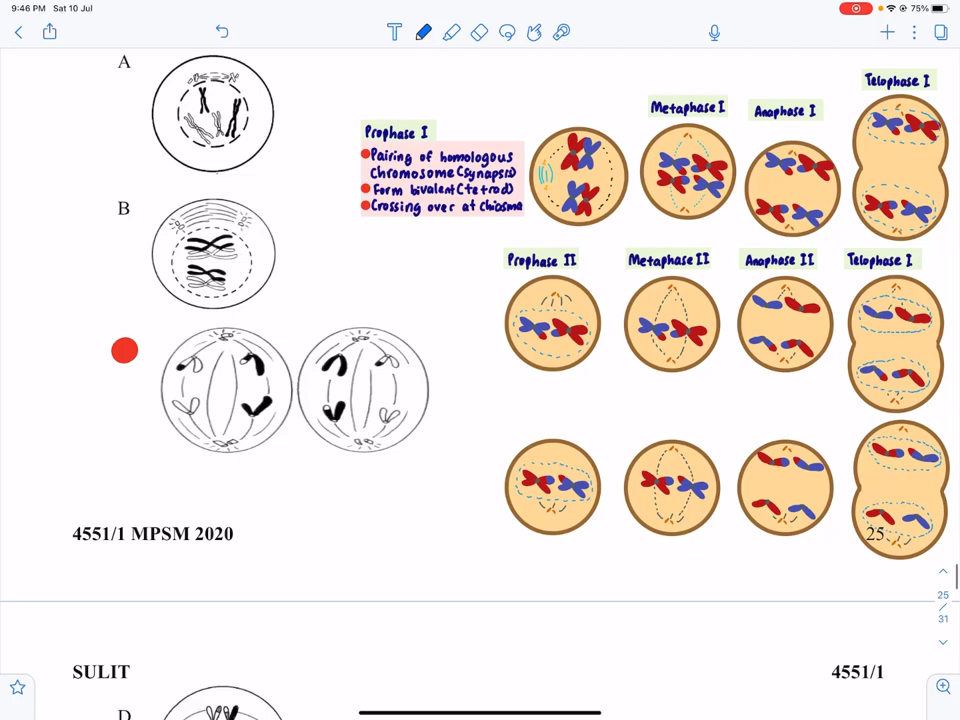 9:46 PM Sat 10 Jul
75%
A
B
Prophase I
Pairing of homologous
Chromosome (synapsis)
Form bivalent (tetrad)
Crossing over at chiasma
Metaphase I
Anaphase I
Telophase I
Prophase II
Metaphase II
Anaphase II
Telophase I
4551/1 MPSM 2020
25
25
/
31
SULIT
4551/1
D